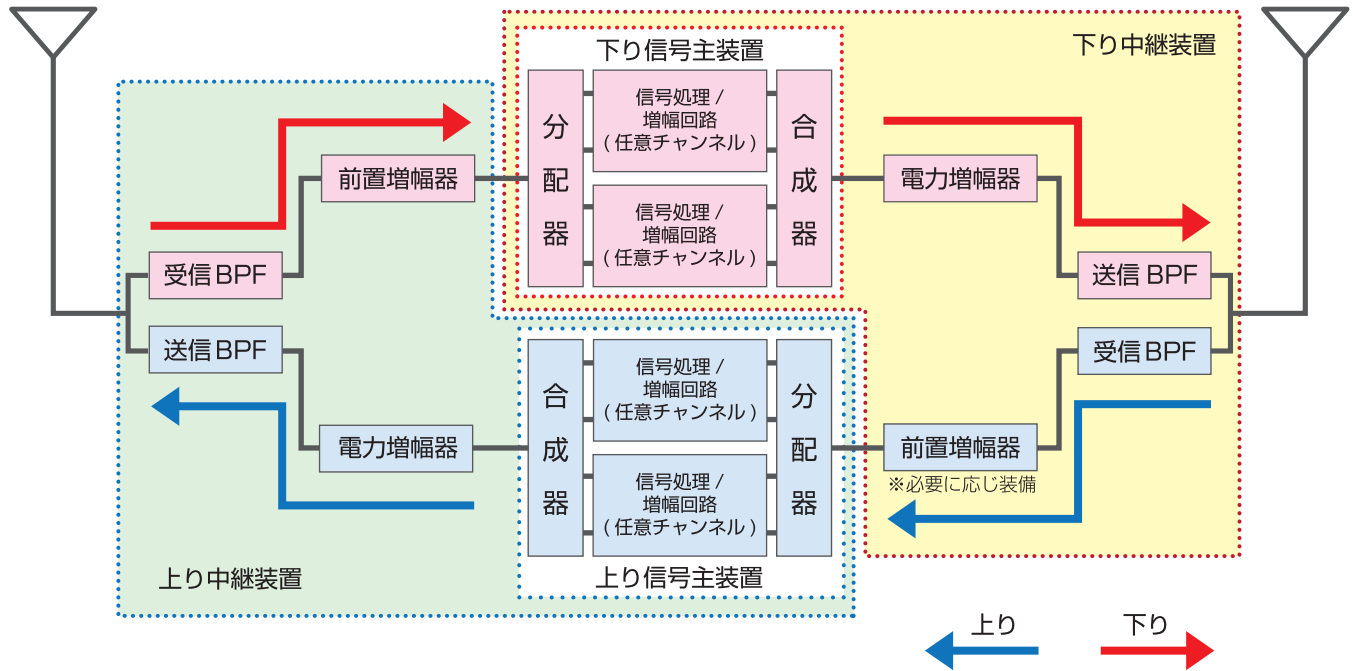 下り信号主装置
下り中継装置
分配器
信号処理 /
増幅回路
( 任意チャンネル )
信号処理 /
増幅回路
( 任意チャンネル )
合成器
前置増幅器
電力増幅器
受信 BPF
送信 BPF
送信 BPF
受信 BPF
電力増幅器
合成器
信号処理 /
増幅回路
( 任意チャンネル )
信号処理 /
増幅回路
( 任意チャンネル )
分配器
前置増幅器
※必要に応じ装備
上り中継装置
上り信号主装置
上り
下り